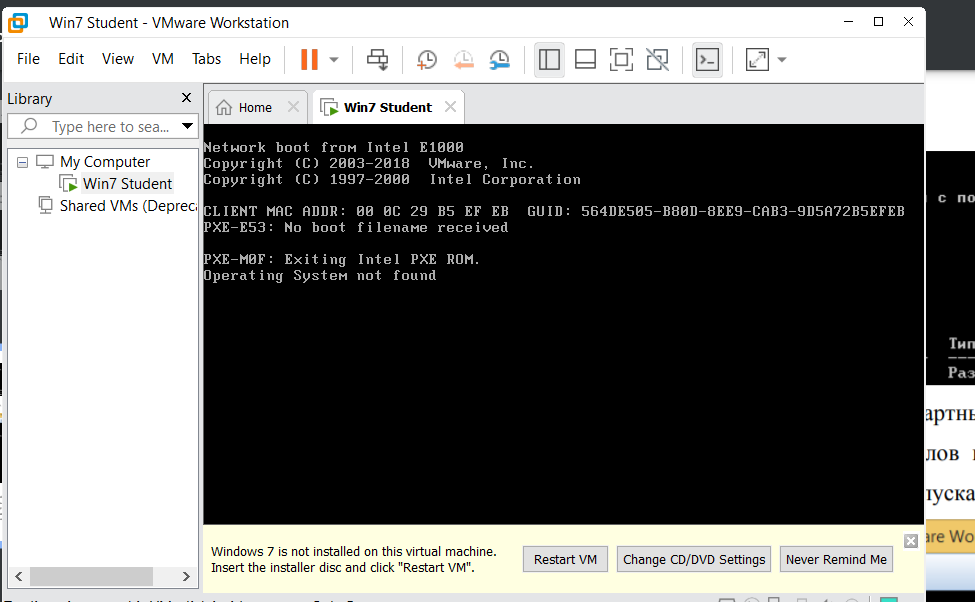 Win7 Student - VMware Workstation
File Edit View VM Tabs Help
Library
Type here to sea...
My Computer
Win7 Student
Shared VMs (Depreca
Home
Win7 Student
Network boot from Intel E1000
Copyright (C) 2003-2018 VMware, Inc.
Copyright (C) 1997-2000 Intel Corporation
CLIENT MAC ADDR: 00 0C 29 B5 EF EB GUID: 564DE505-B80D-8EE9-CAB3-9D5A72B5EFEB
PXE-E53: No boot filename received
PXE-M0F: Exiting Intel PXE ROM.
Operating System not found
Windows 7 is not installed on this virtual machine.
Insert the installer disc and click "Restart VM".
Restart VM
Change CD/DVD Settings
Never Remind Me
с по
Тип
Раз
артны
лов
пуска
are Wo